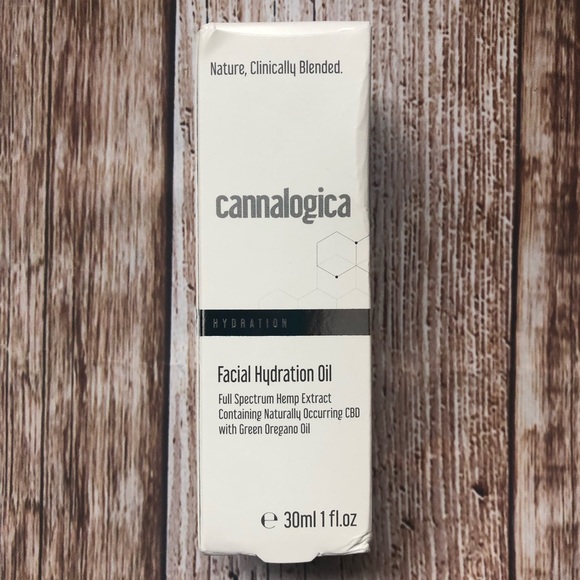 Nature, Clinically Blended.
cannalogica
HYDRATION
Facial Hydration Oil
Full Spectrum Hemp Extract
Containing Naturally Occurring CBD
with Green Oregano Oil
℮ 30ml 1 fl.oz